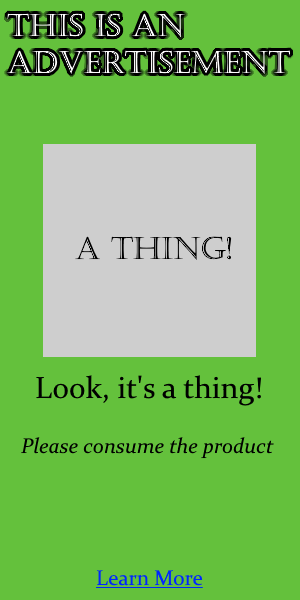 THIS IS AN
ADVERTISEMENT
A THING!
Look, it's a thing!
Please consume the product
Learn More